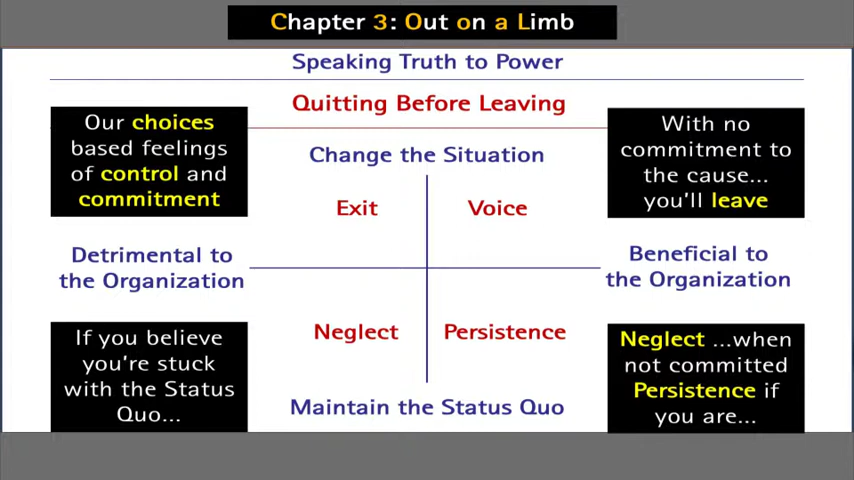 Chapter 3: Out on a Limb
Speaking Truth to Power
Quitting Before Leaving
Our choices
based feelings
of control and
commitment
With no
commitment to
the cause...
you'll leave
Change the Situation
Exit
Voice
Detrimental to
the Organization
Beneficial to
the Organization
Neglect
Persistence
Maintain the Status Quo
If you believe
you're stuck
with the Status
Quo...
Neglect ...when
not committed
Persistence if
you are...